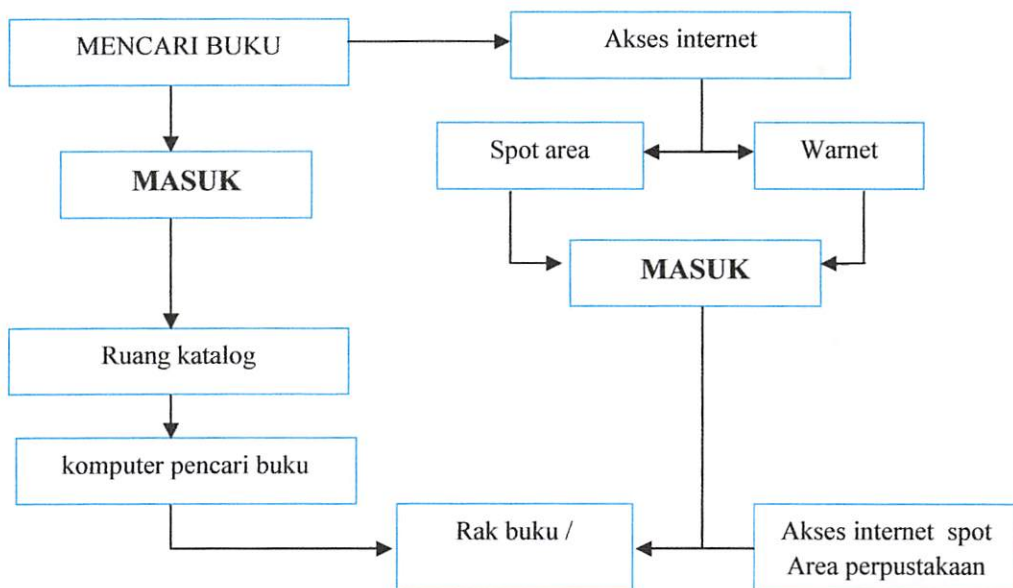 MENCARI BUKU
Akses internet
Spot area
Warnet
MASUK
MASUK
Ruang katalog
komputer pencari buku
Rak buku /
Akses internet spot
Area perpustakaan